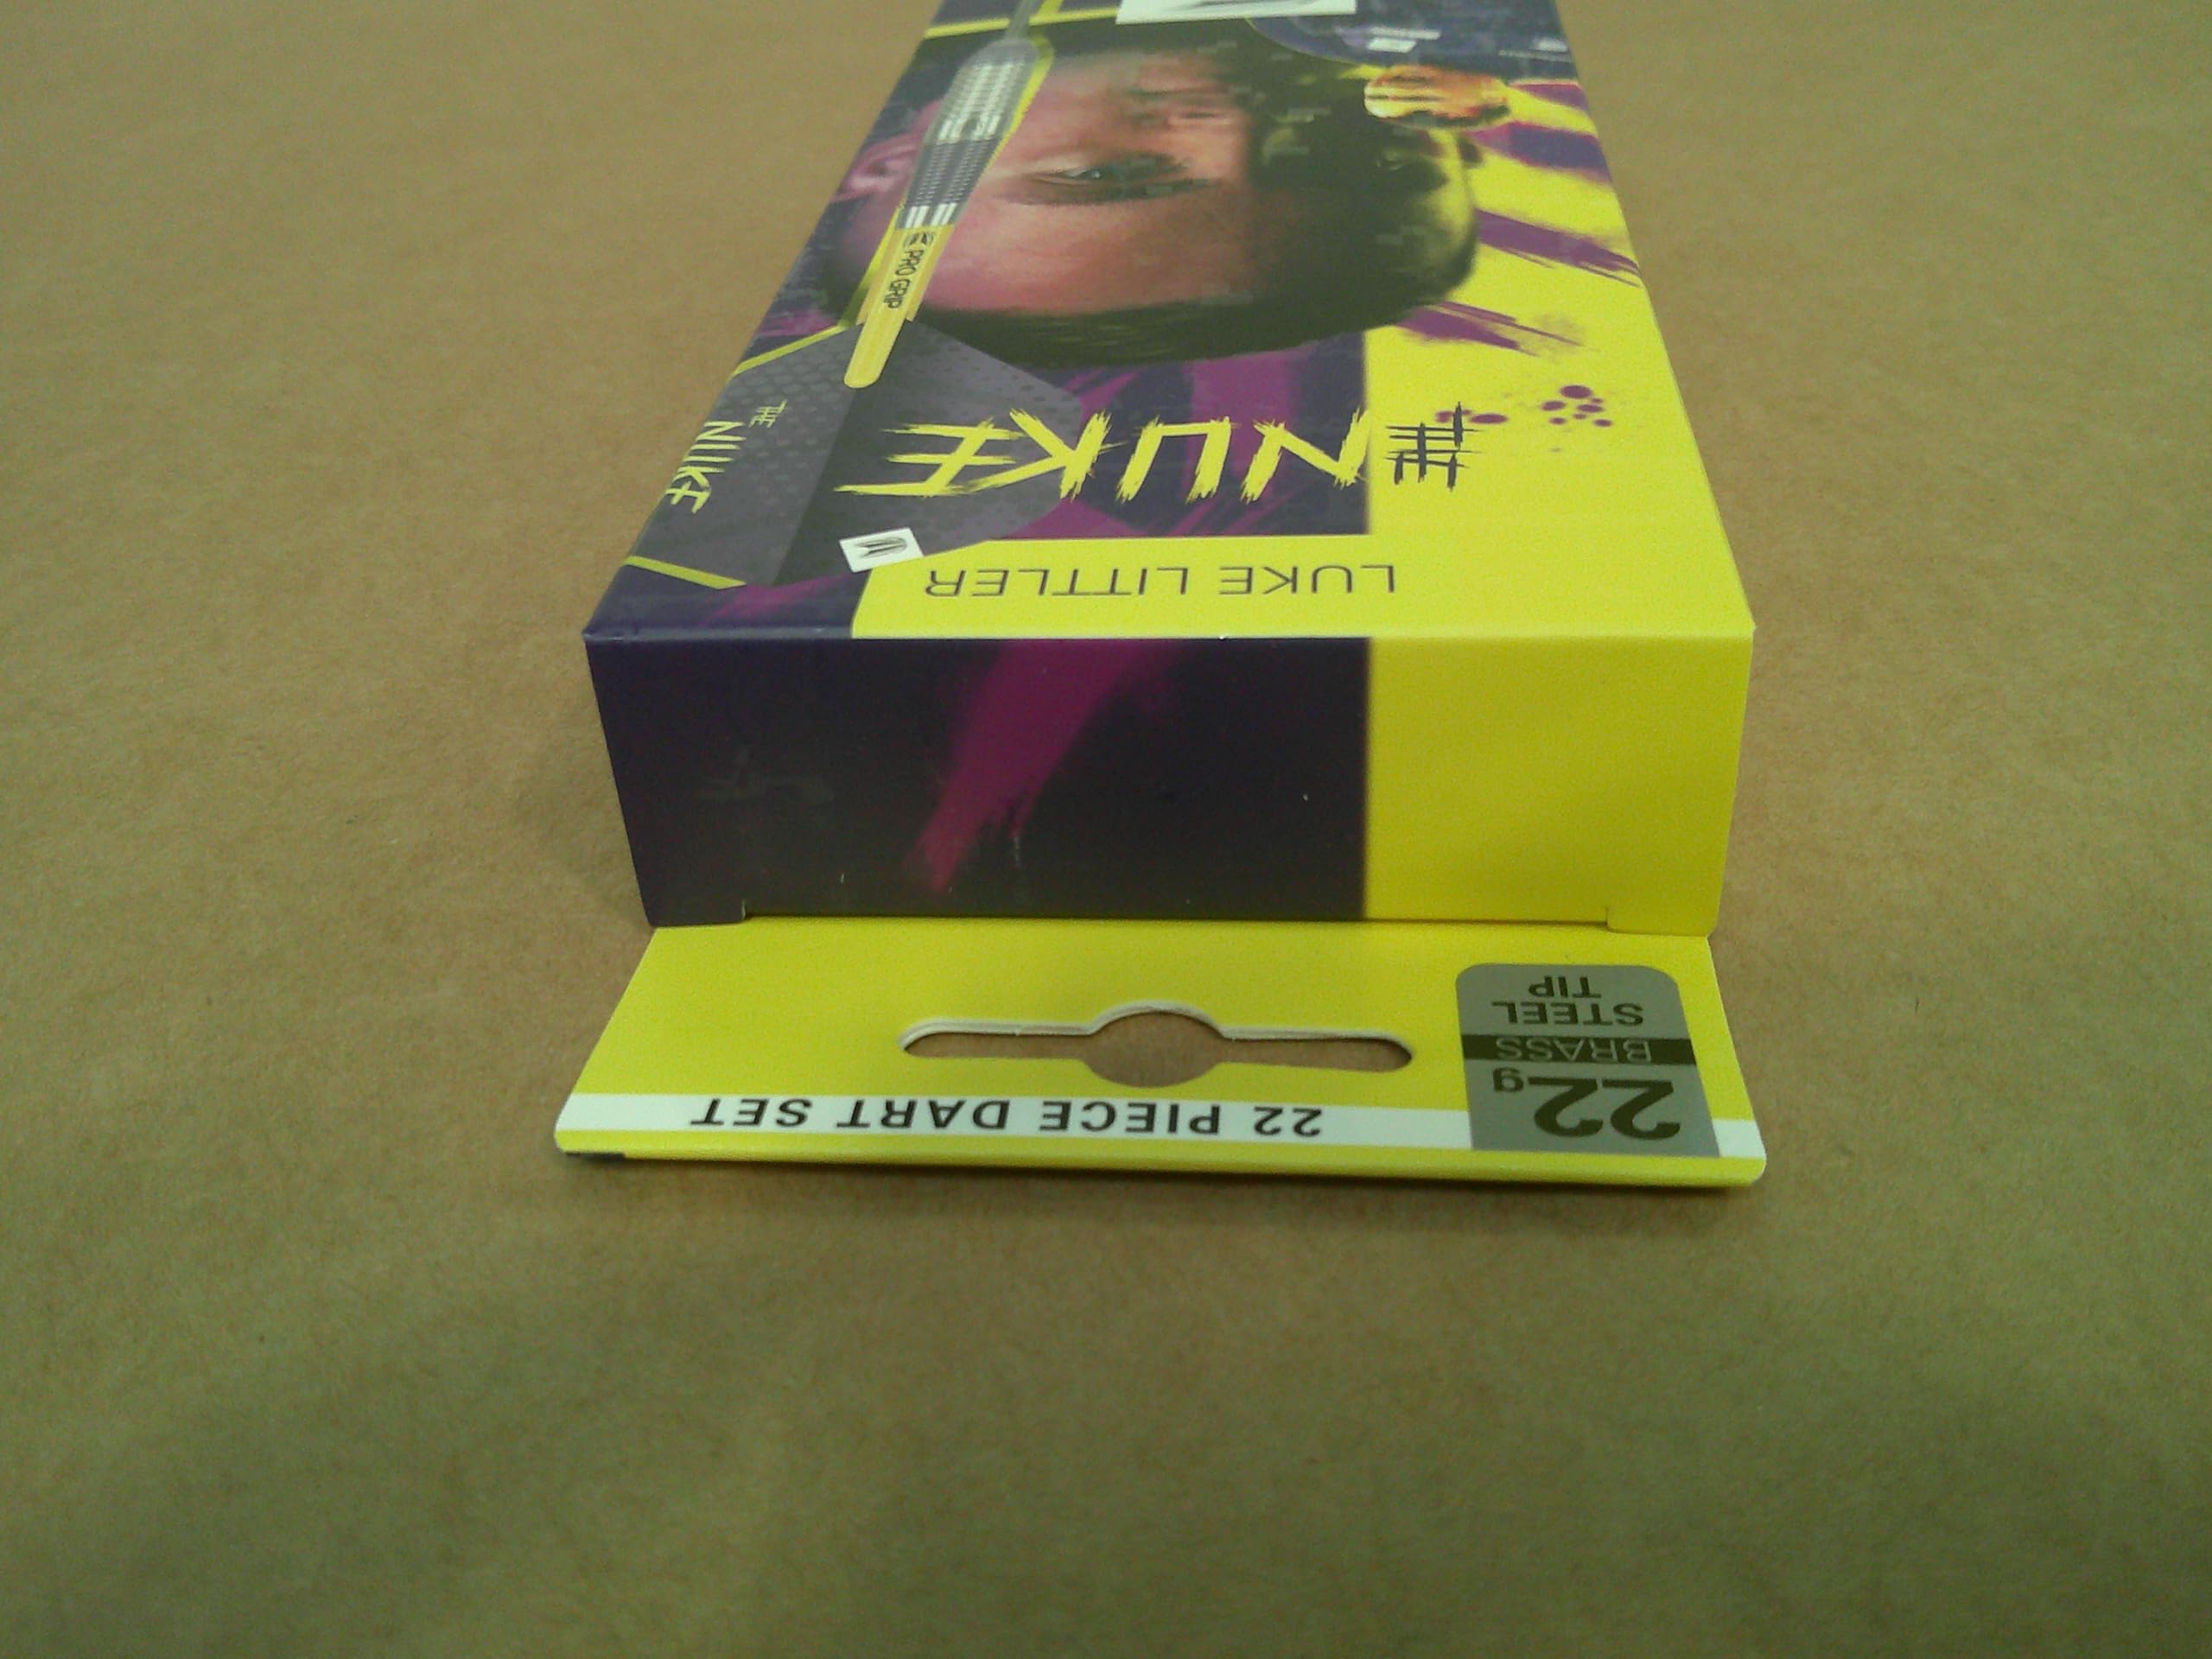 22g
BRASS
STEEL
TIP
22 PIECE DART SET
LUKE LITTLER
THE NUKE
THE
NUKE
PRO GRIP